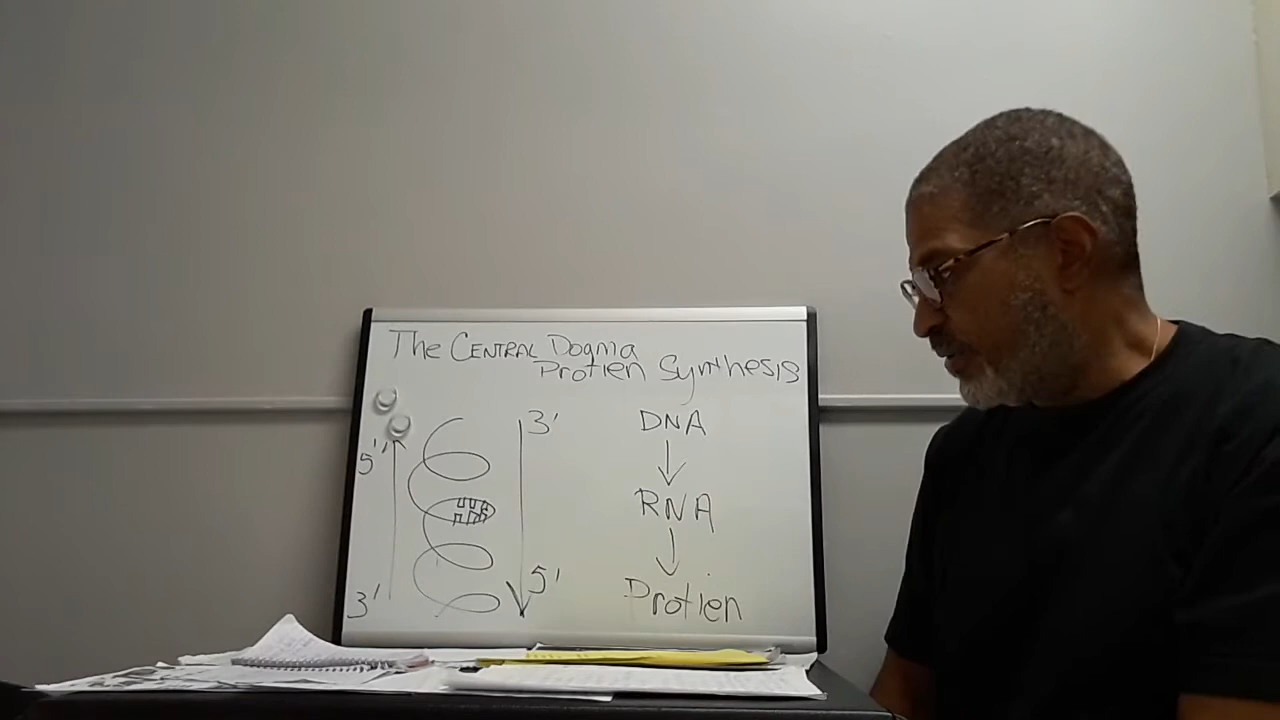 The CENTRAL Dogma
Protien Synthesis
5'
3'
3'
5'
DNA
RNA
Protien